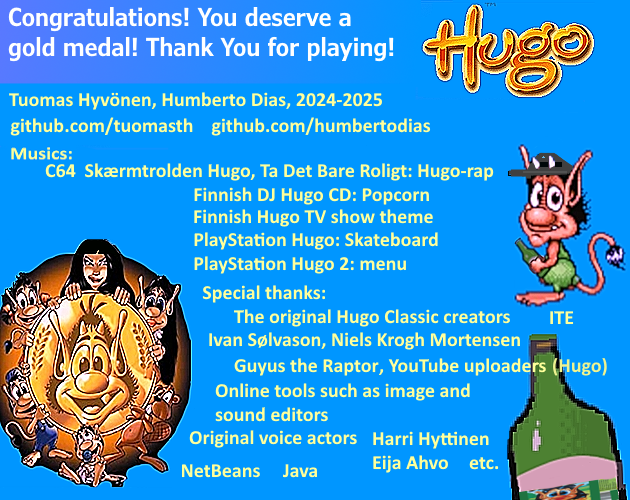 Congratulations! You deserve a
gold medal! Thank You for playing!
Hugo
Tuomas Hyvönen, Humberto Dias, 2024-2025
github.com/tuomasth github.com/humbertodias
Musics:
C64 Skærmtrolden Hugo, Ta Det Bare Roligt: Hugo-rap
Finnish DJ Hugo CD: Popcorn
Finnish Hugo TV show theme
PlayStation Hugo: Skateboard
PlayStation Hugo 2: menu
Special thanks:
The original Hugo Classic creators ITE
Ivan Sølvason, Niels Krogh Mortensen
Guyus the Raptor, YouTube uploaders (Hugo)
Online tools such as image and
sound editors
Original voice actors Harri Hyttinen
Eija Ahvo etc.
NetBeans Java